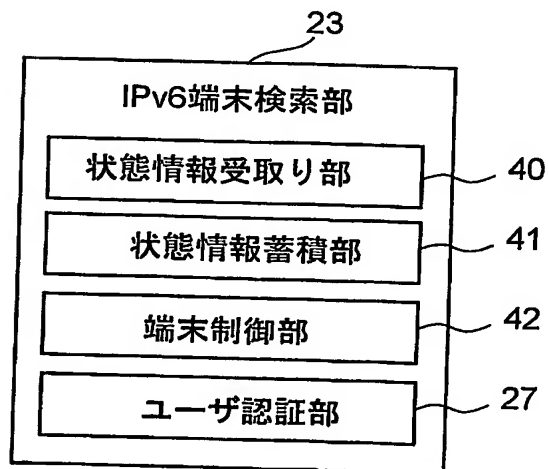 23
IPv6端末検索部
状態情報受取り部
40
状態情報蓄積部
41
端末制御部
42
ユーザ認証部
27